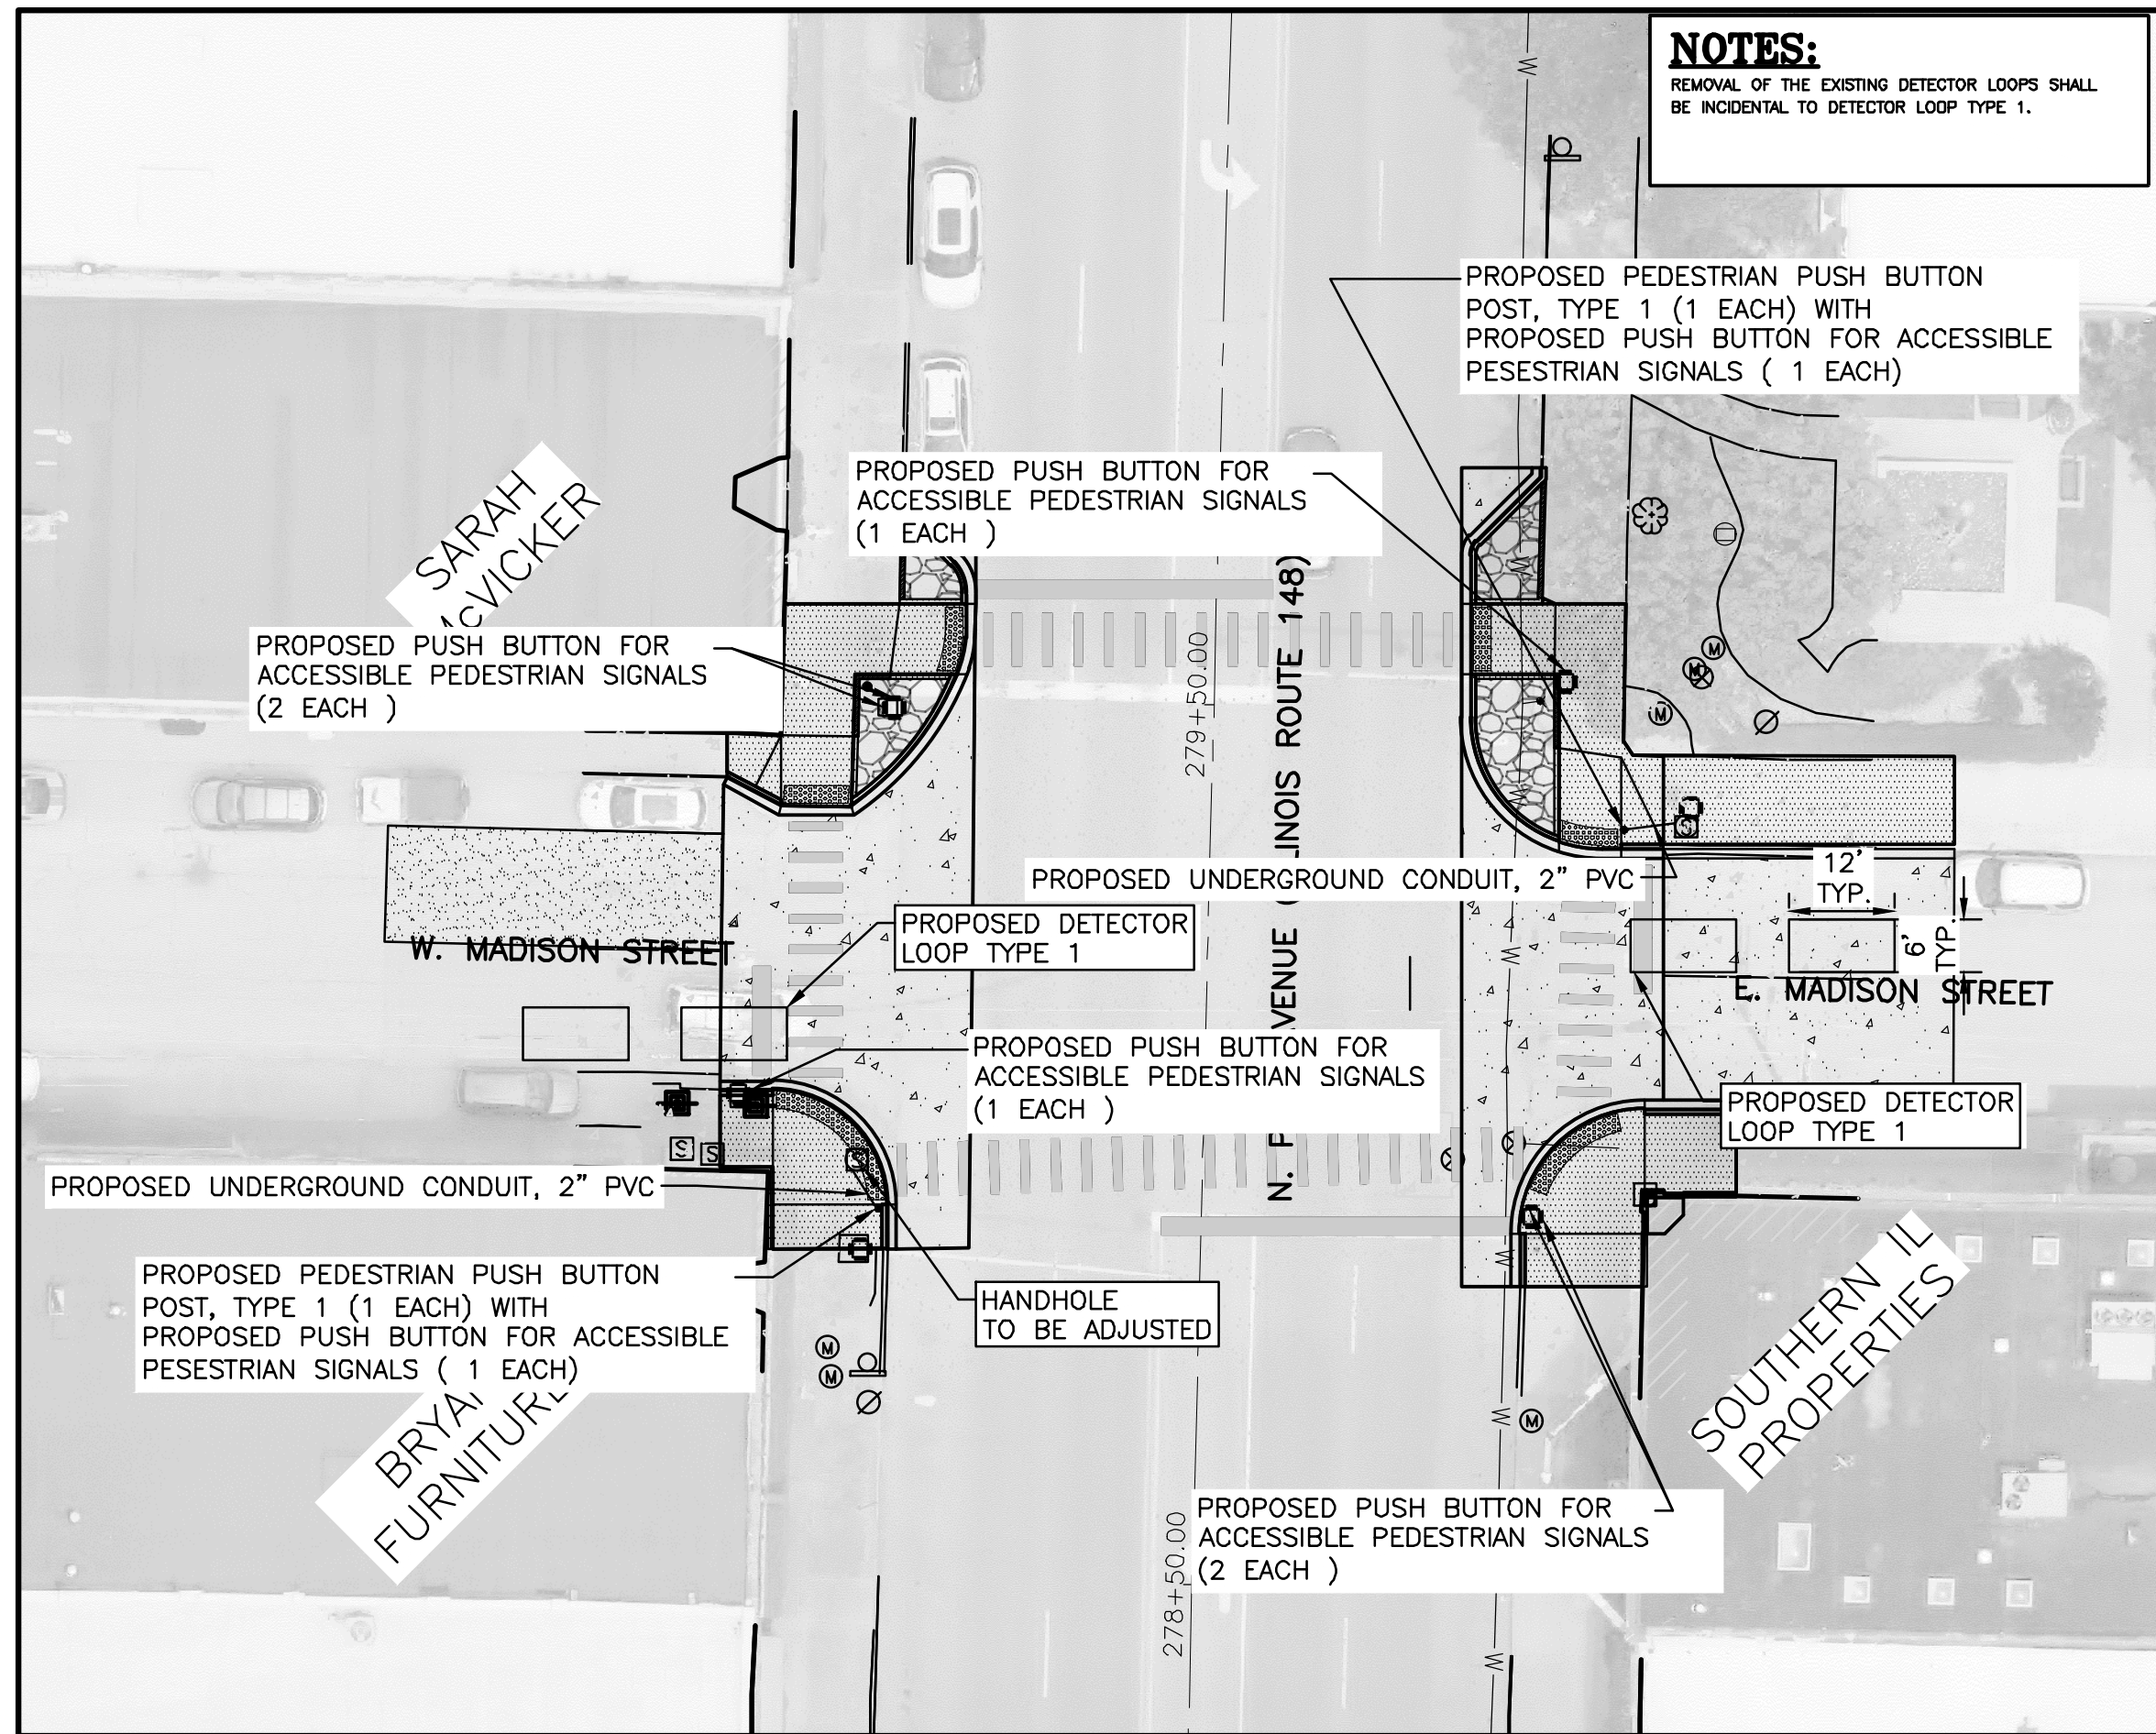 NOTES:
REMOVAL OF THE EXISTING DETECTOR LOOPS SHALL
BE INCIDENTAL TO DETECTOR LOOP TYPE 1.
PROPOSED PEDESTRIAN PUSH BUTTON
POST, TYPE 1 (1 EACH) WITH
PROPOSED PUSH BUTTON FOR ACCESSIBLE
PESESTRIAN SIGNALS ( 1 EACH)
PROPOSED PUSH BUTTON FOR
ACCESSIBLE PEDESTRIAN SIGNALS
(1 EACH )
SARAH
McVICKER
PROPOSED PUSH BUTTON FOR
ACCESSIBLE PEDESTRIAN SIGNALS
(2 EACH )
279+50.00
ROUTE 148)
N.
PROPOSED UNDERGROUND CONDUIT, 2" PVC
12'
TYP.
6'
TYP.
PROPOSED DETECTOR
LOOP TYPE 1
W. MADISON STREET
E. MADISON STREET
PROPOSED PUSH BUTTON FOR
ACCESSIBLE PEDESTRIAN SIGNALS
(1 EACH )
PROPOSED DETECTOR
LOOP TYPE 1
PROPOSED UNDERGROUND CONDUIT, 2" PVC
PROPOSED PEDESTRIAN PUSH BUTTON
POST, TYPE 1 (1 EACH) WITH
PROPOSED PUSH BUTTON FOR ACCESSIBLE
PESESTRIAN SIGNALS ( 1 EACH)
HANDHOLE
TO BE ADJUSTED
BRYA
FURNITURE
SOUTHERN IL
PROPERTIES
278+50.00
PROPOSED PUSH BUTTON FOR
ACCESSIBLE PEDESTRIAN SIGNALS
(2 EACH )